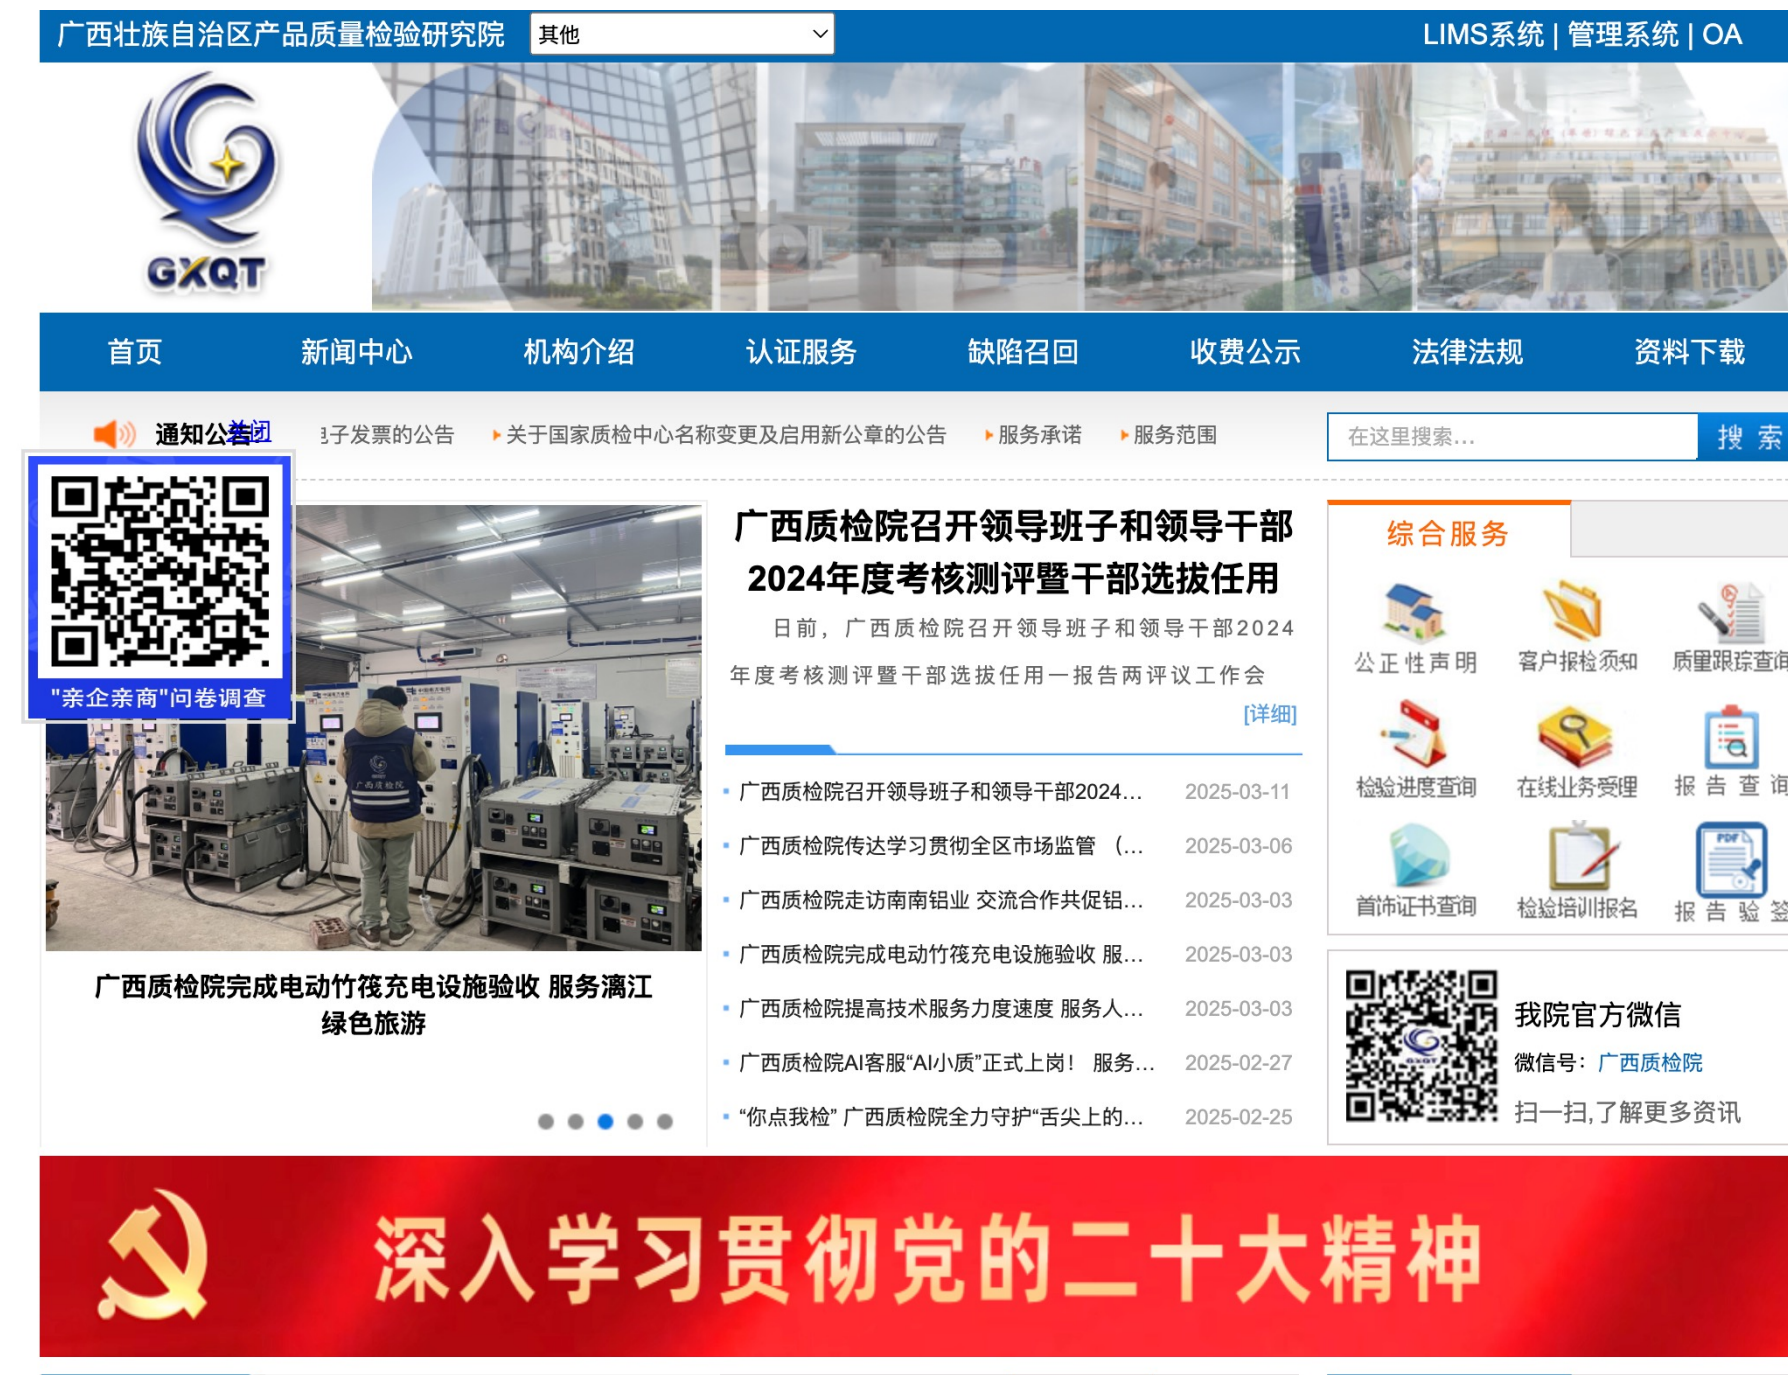 广西壮族自治区产品质量检验研究院
其他
LIMS系统 | 管理系统 | OA
GXQT
首页 新闻中心 机构介绍 认证服务 缺陷召回 收费公示 法律法规 资料下载
通知公告
关闭
子发票的公告 关于国家质检中心名称变更及启用新公章的公告 服务承诺 服务范围
在这里搜索...
搜 索
"亲企亲商"问卷调查
广西质检院
广西质检院完成电动竹筏充电设施验收 服务漓江
绿色旅游
广西质检院召开领导班子和领导干部
2024年度考核测评暨干部选拔任用
日前，广西质检院召开领导班子和领导干部2024
年度考核测评暨干部选拔任用一报告两评议工作会
[详细]
广西质检院召开领导班子和领导干部2024... 2025-03-11
广西质检院传达学习贯彻全区市场监管 （... 2025-03-06
广西质检院走访南南铝业 交流合作共促铝... 2025-03-03
广西质检院完成电动竹筏充电设施验收 服... 2025-03-03
广西质检院提高技术服务力度速度 服务人... 2025-03-03
广西质检院AI客服“AI小质”正式上岗！ 服务... 2025-02-27
“你点我检” 广西质检院全力守护“舌尖上的... 2025-02-25
综合服务
公正性声明 客户报检须知 质量跟踪查询
检验进度查询 在线业务受理 报告查询
PDF
首饰证书查询 检验培训报名 报告验签
GXQT
我院官方微信
微信号：广西质检院
扫一扫,了解更多资讯
深入学习贯彻党的二十大精神